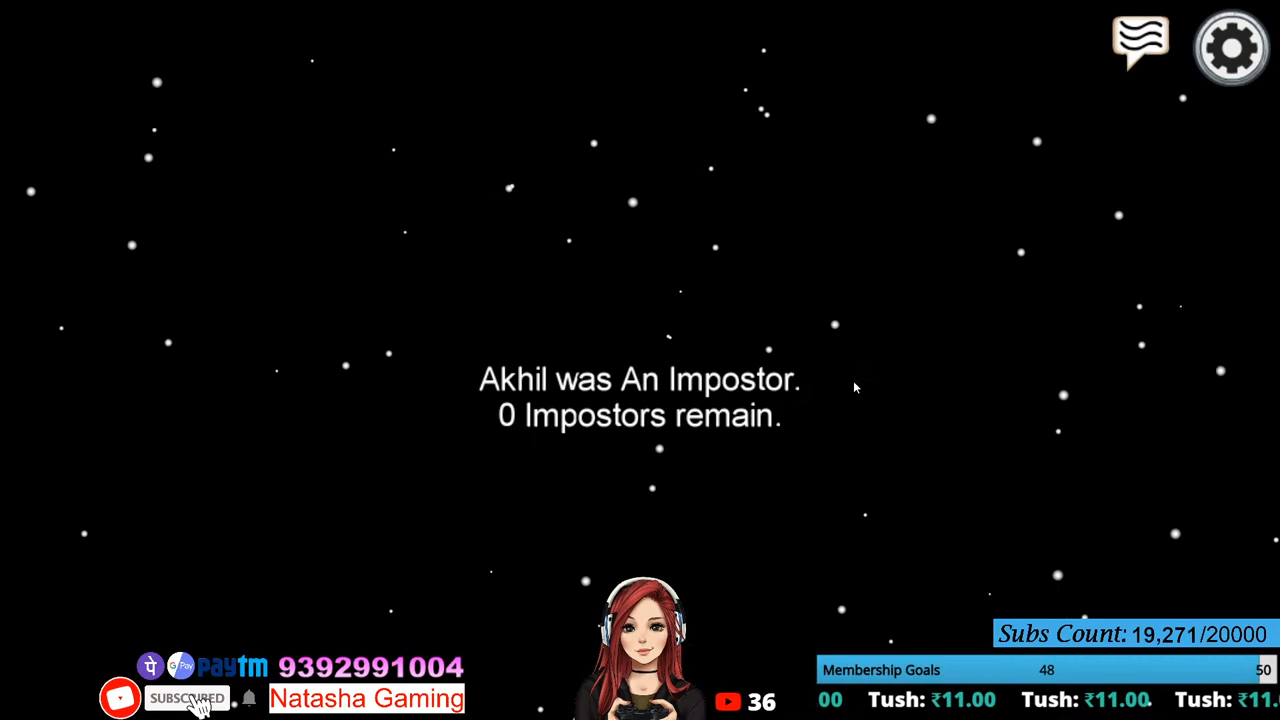 Akhil was An Impostor.
0 Impostors remain.
Subs Count: 19,271/20000
Membership Goals 48 50
पे G Pay paytm 9392991004
SUBSCRIBED Natasha Gaming
36
00 Tush: ₹11.00 Tush: ₹11.00. Tush: ₹11.